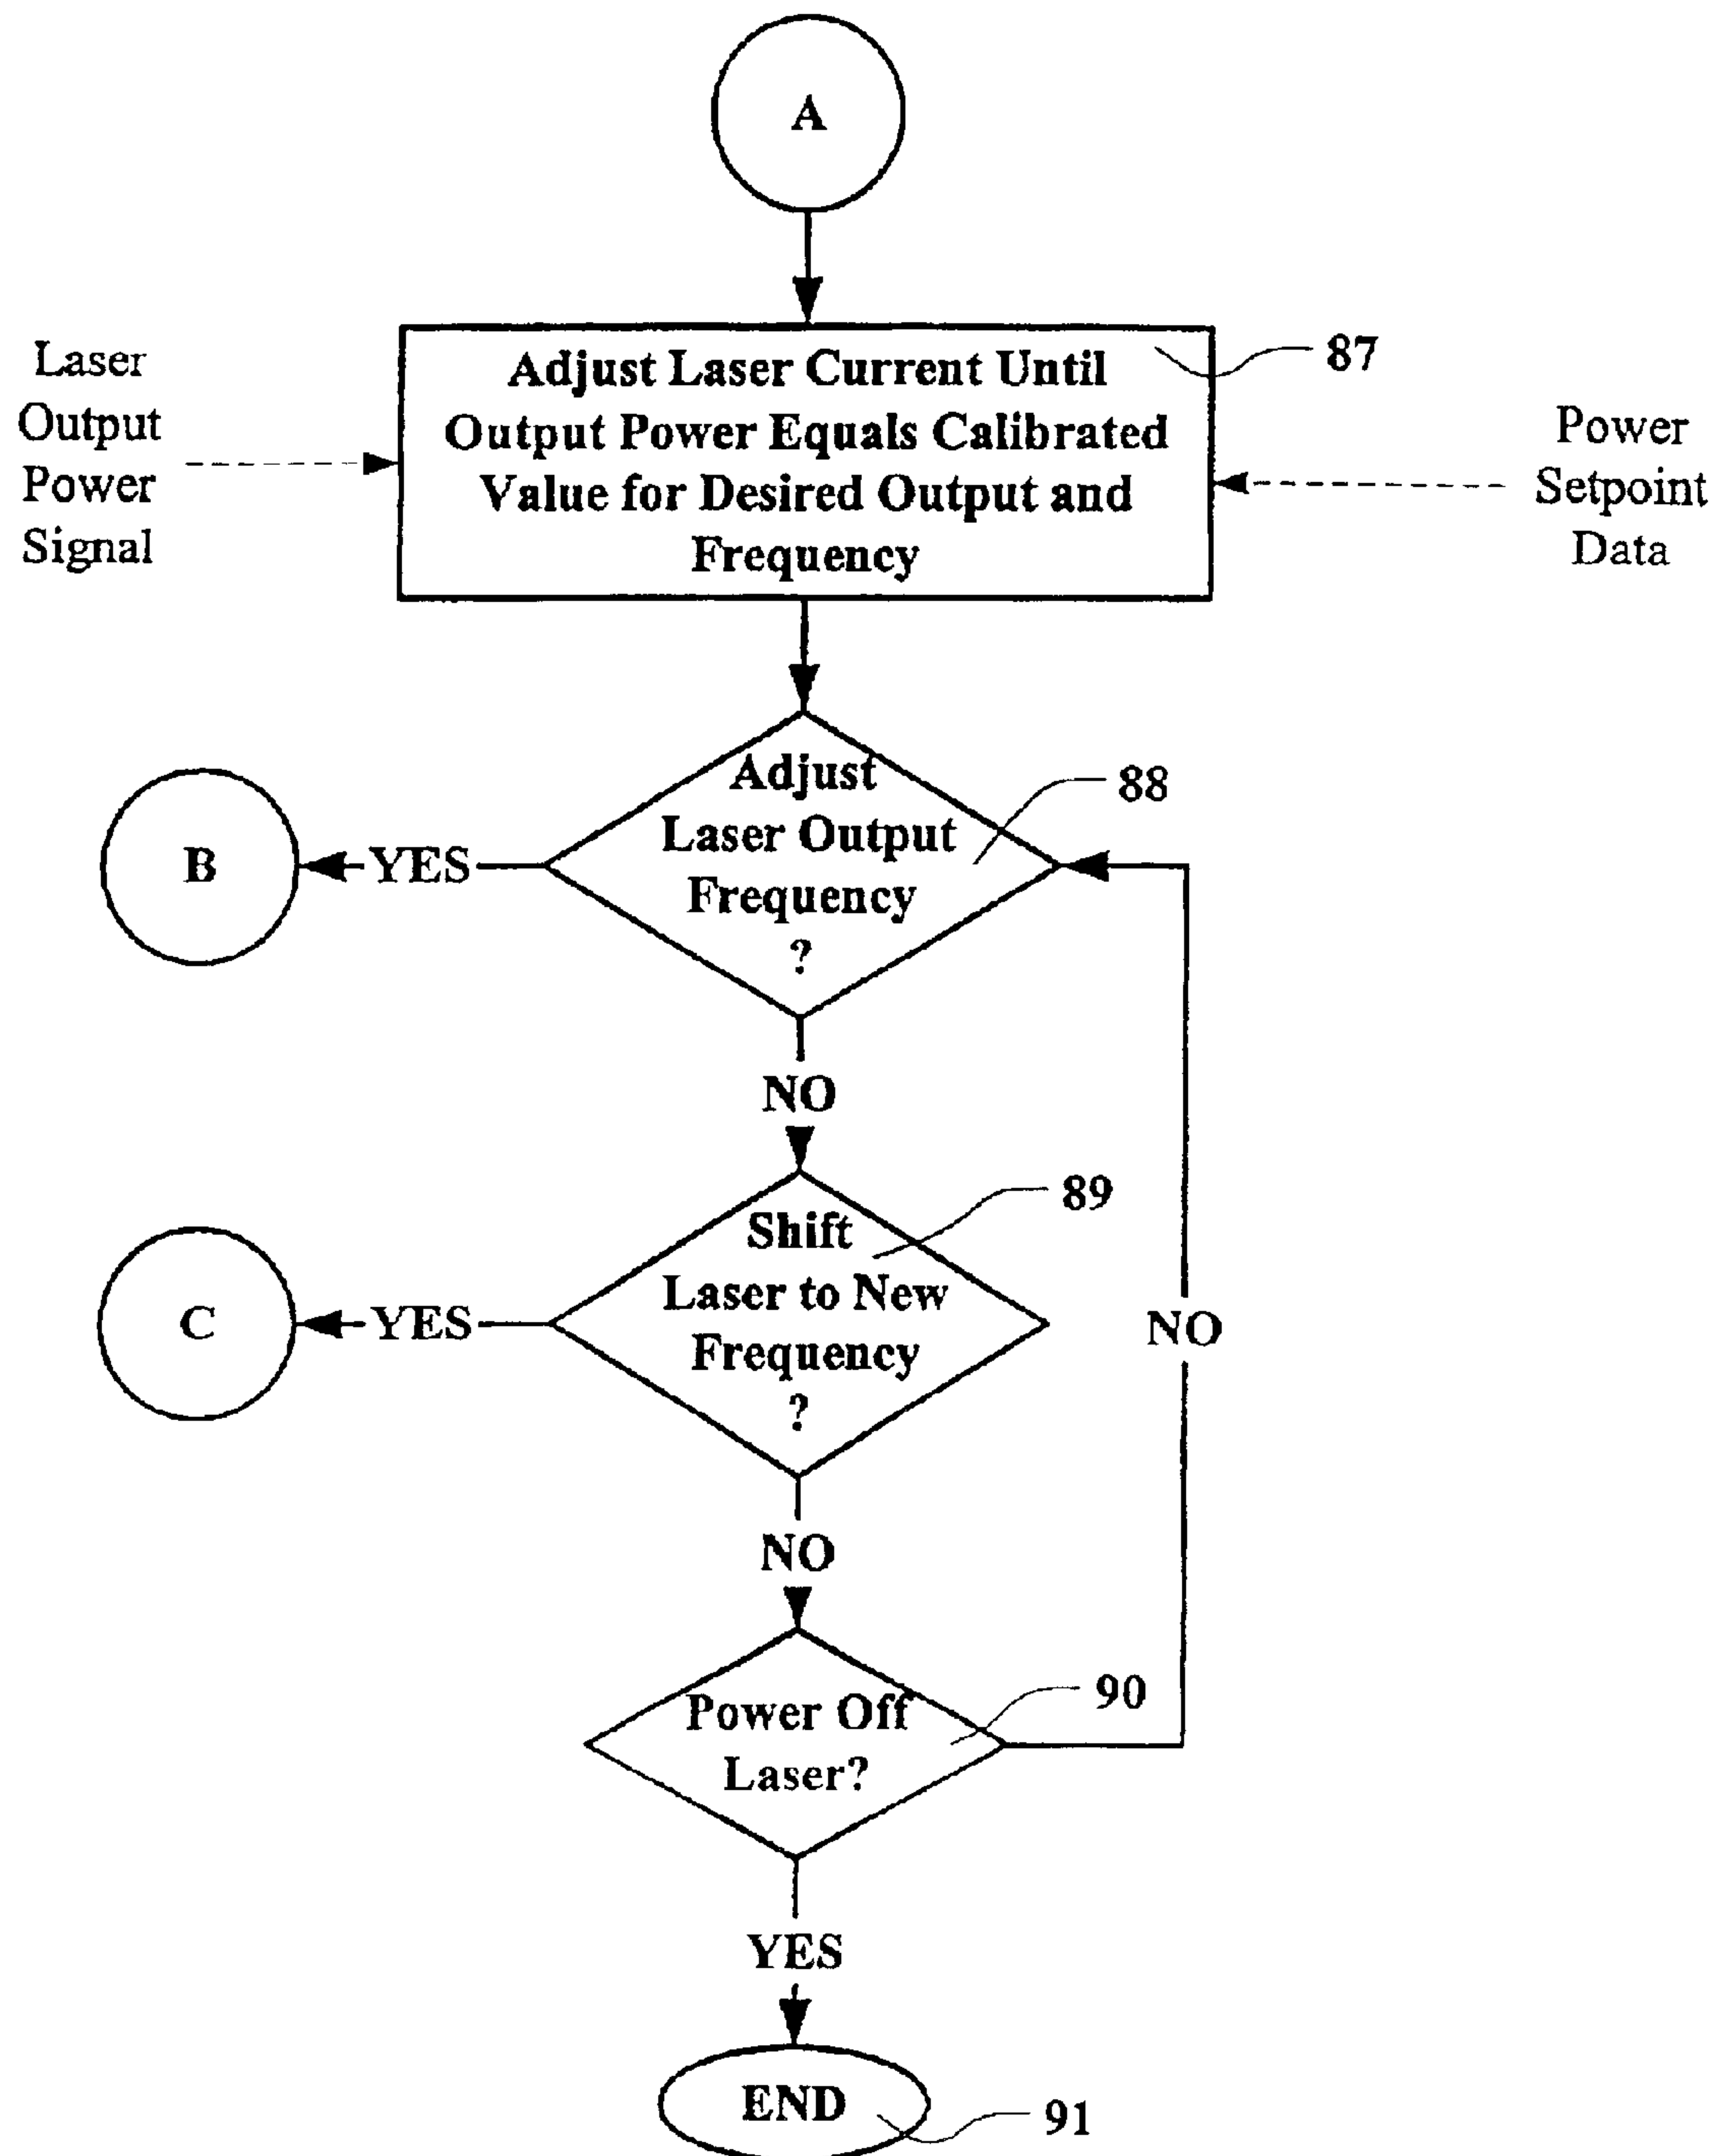 A
Laser
Output
Power
Signal
Adjust Laser Current Until
Output Power Equals Calibrated
Value for Desired Output and
Frequency
87
Power
Setpoint
Data
Adjust
Laser Output
Frequency
?
88
YES
B
NO
Shift
Laser to New
Frequency
?
89
YES
C
NO
NO
Power Off
Laser?
90
YES
END
91